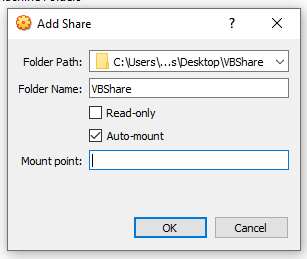 Add Share
?
Folder Path: C:\Users\...s\Desktop\VBShare
Folder Name: VBShare
Read-only
Auto-mount
Mount point:
OK Cancel